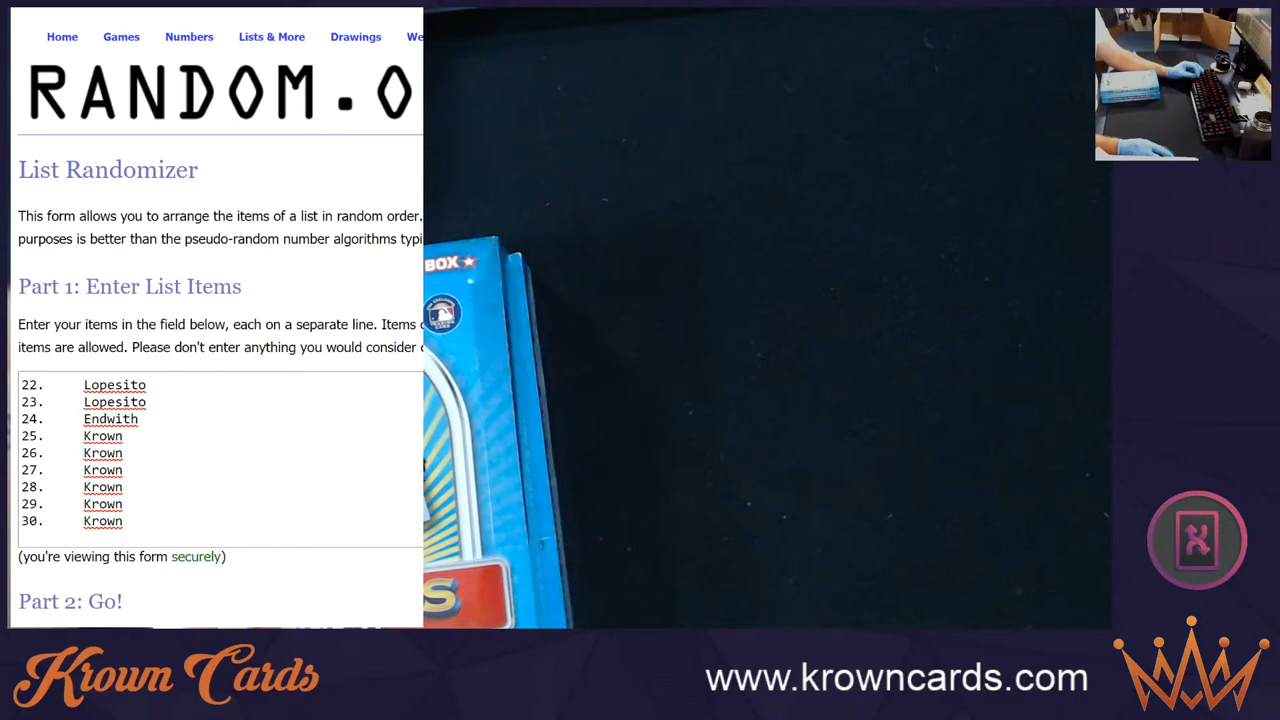 Home Games Numbers Lists & More Drawings We
RANDOM.O
List Randomizer
This form allows you to arrange the items of a list in random order.
purposes is better than the pseudo-random number algorithms typi
Part 1: Enter List Items
Enter your items in the field below, each on a separate line. Items
items are allowed. Please don't enter anything you would consider
22. Lopesito
23. Lopesito
24. Endwith
25. Krown
26. Krown
27. Krown
28. Krown
29. Krown
30. Krown
(you're viewing this form securely)
Part 2: Go!
BOX
S
Krown Cards
www.krowncards.com